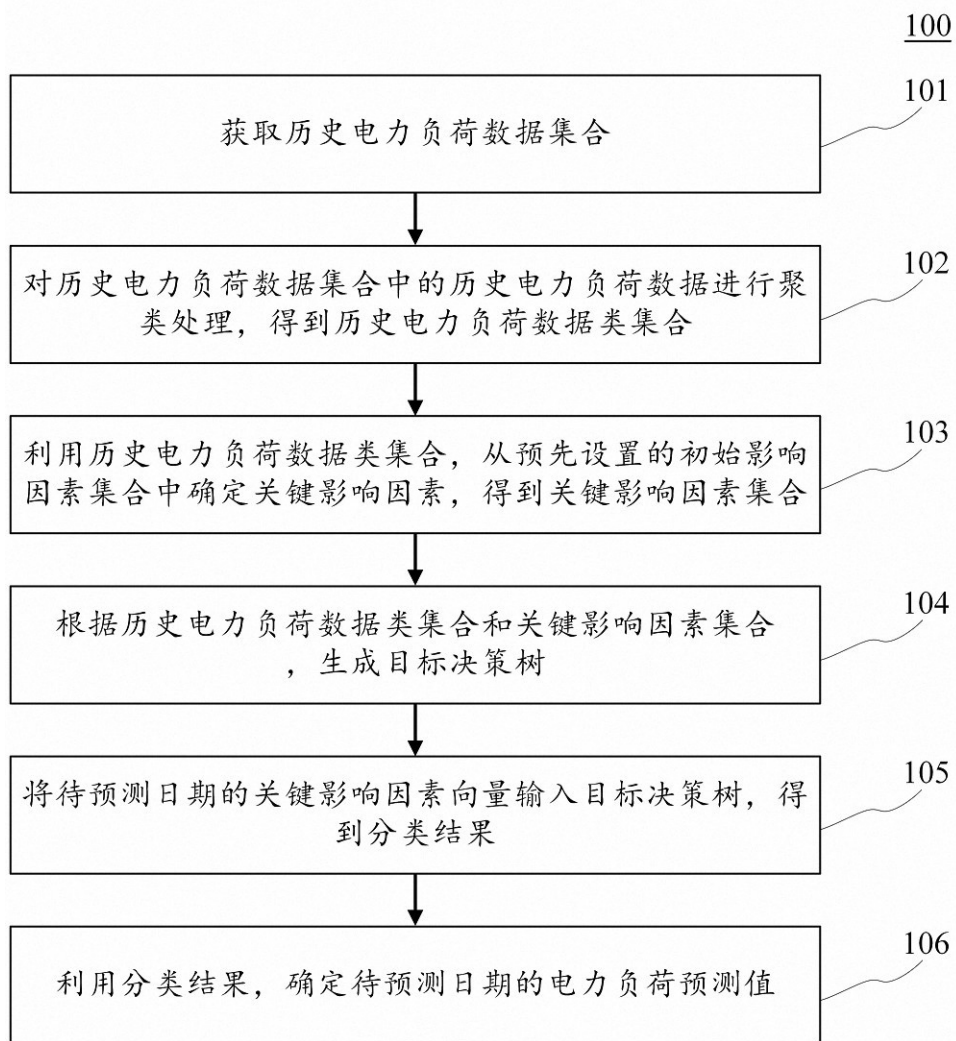 100
101
获取历史电力负荷数据集合
102
对历史电力负荷数据集合中的历史电力负荷数据进行聚
类处理，得到历史电力负荷数据类集合
103
利用历史电力负荷数据类集合，从预先设置的初始影响
因素集合中确定关键影响因素，得到关键影响因素集合
104
根据历史电力负荷数据类集合和关键影响因素集合
，生成目标决策树
105
将待预测日期的关键影响因素向量输入目标决策树，得
到分类结果
106
利用分类结果，确定待预测日期的电力负荷预测值